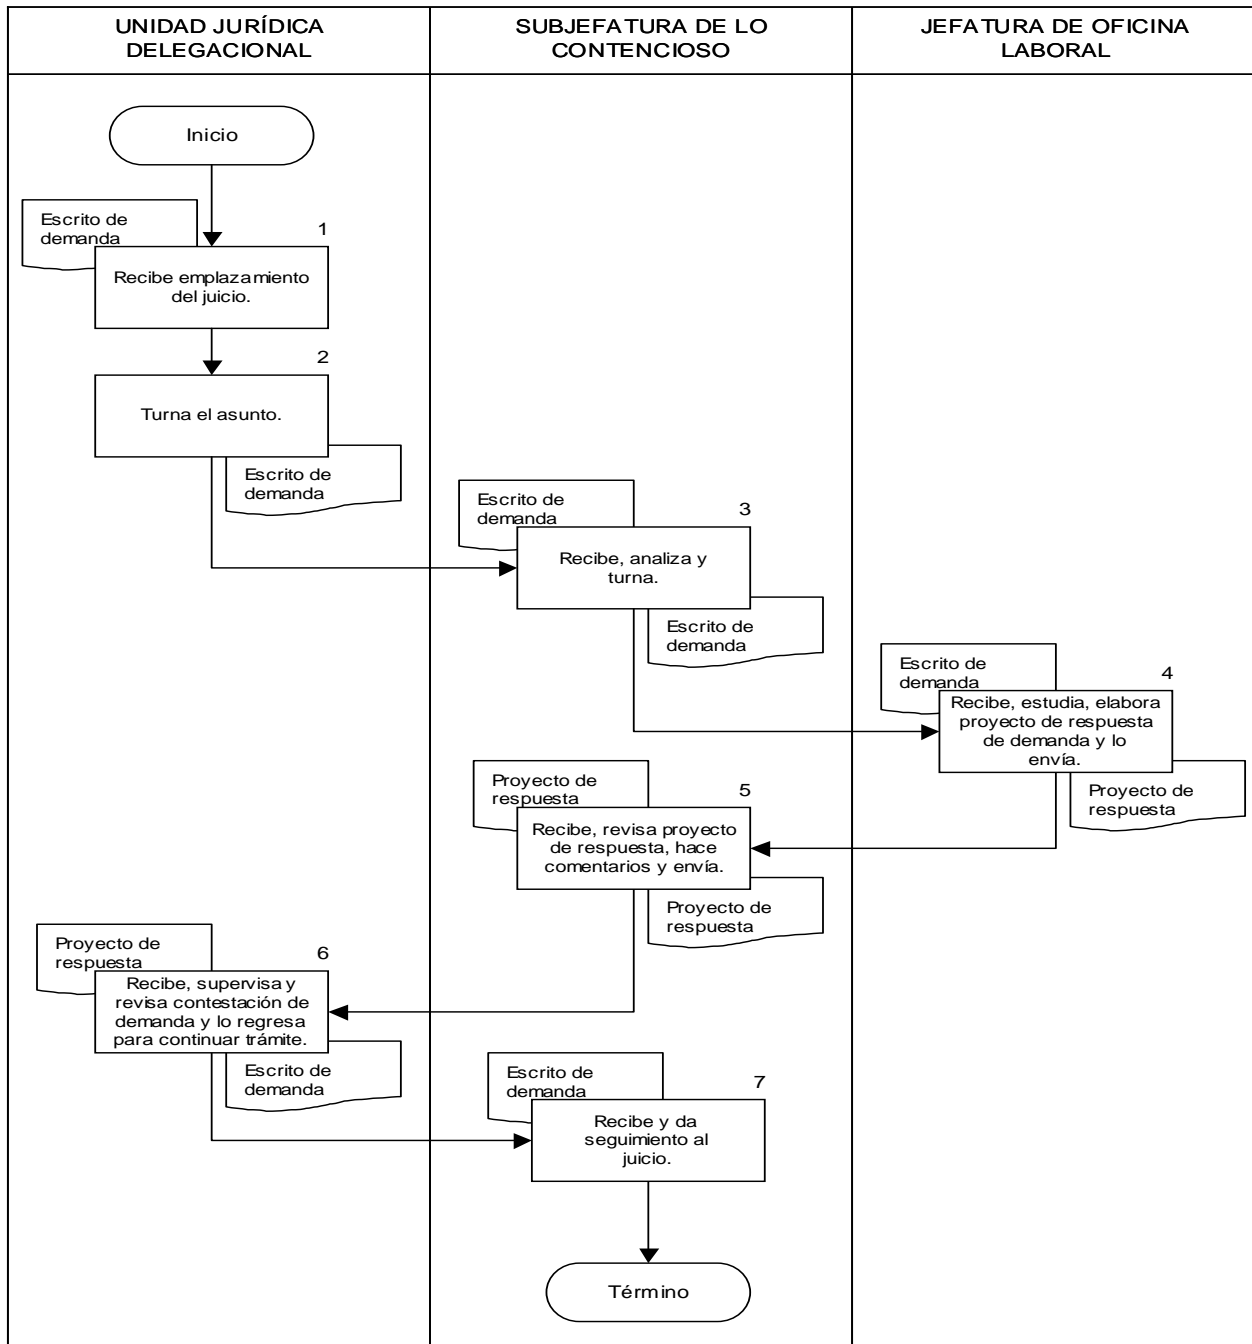 UNIDAD JURÍDICA
DELEGACIONAL
SUBJEFATURA DE LO
CONTENCIOSO
JEFATURA DE OFICINA
LABORAL
Inicio
Escrito de
demanda
1
Recibe emplazamiento
del juicio.
2
Turna el asunto.
Escrito de
demanda
Escrito de
demanda
3
Recibe, analiza y
turna.
Escrito de
demanda
Escrito de
demanda
4
Recibe, estudia, elabora
proyecto de respuesta
de demanda y lo
envía.
Proyecto de
respuesta
Proyecto de
respuesta
5
Recibe, revisa proyecto
de respuesta, hace
comentarios y envía.
Proyecto de
respuesta
Proyecto de
respuesta
6
Recibe, supervisa y
revisa contestación de
demanda y lo regresa
para continuar trámite.
Escrito de
demanda
Escrito de
demanda
7
Recibe y da
seguimiento al
juicio.
Término